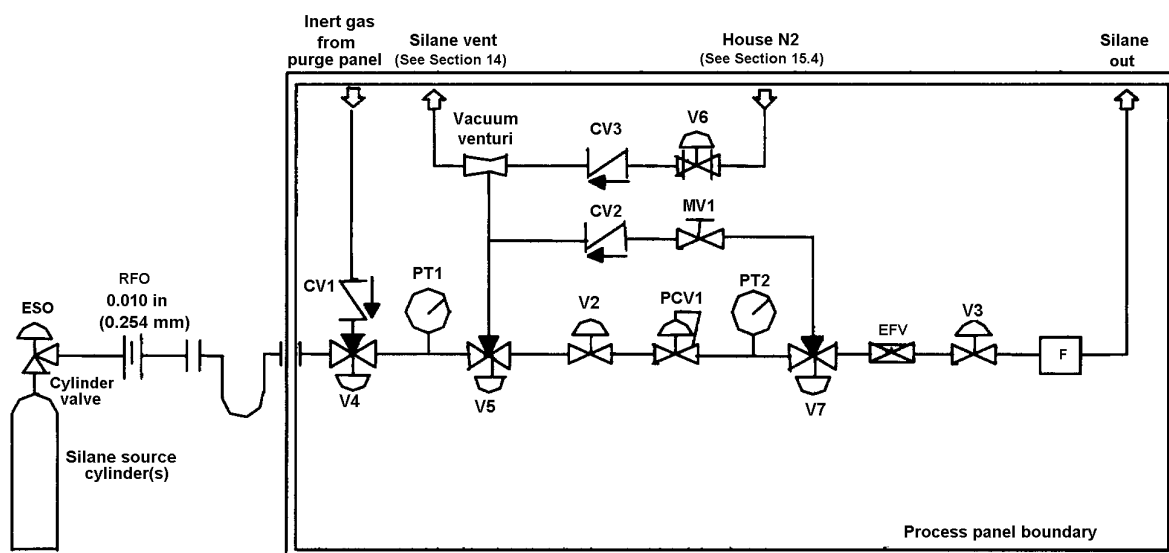 Inert gas
from
purge panel
Silane vent
(See Section 14)
House N2
(See Section 15.4)
Silane
out
Vacuum
venturi
CV3
V6
CV2
MV1
RFO
0.010 in
(0.254 mm)
ESO
CV1
PT1
V2
PCV1
PT2
EFV
V3
F
Cylinder
valve
V4
V5
V7
Silane source
cylinder(s)
Process panel boundary